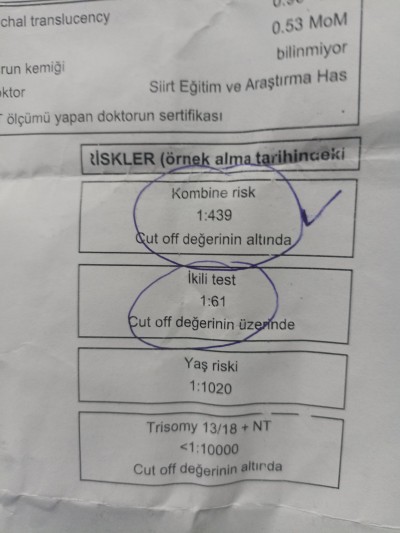 chal translucency
0.53 MoM
bilinmiyor
run kemiği
ktor
Siirt Eğitim ve Araştırma Has
ölçümü yapan doktorun sertifikası
RİSKLER (örnek alma tarihindeki
Kombine risk
1:439
Cut off değerinin altında
İkili test
1:61
Cut off değerinin üzerinde
Yaş riski
1:1020
Trisomy 13/18 + NT
<1:10000
Cut off değerinin altında